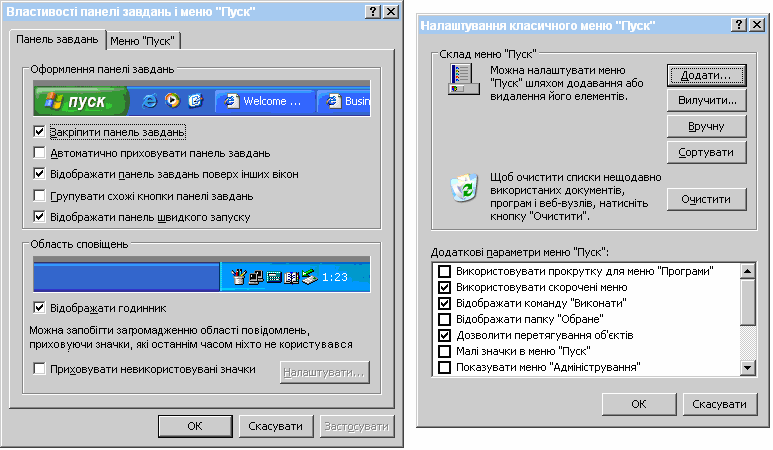 Властивості панелі завдань і меню "Пуск"
Панель завдань
Меню "Пуск"
Оформлення панелі завдань
пуск
Welcome ...
Busin
Закріпити панель завдань
Автоматично приховувати панель завдань
Відображати панель завдань поверх інших вікон
Групувати схожі кнопки панелі завдань
Відображати панель швидкого запуску
Область сповіщень
1:23
Відображати годинник
Можна запобігти загромадженню області повідомлень,
приховуючи значки, які останнім часом ніхто не користувався
Приховувати невикористовувані значки
Налаштувати...
ОК
Скасувати
Застосувати
Налаштування класичного меню "Пуск"
Склад меню "Пуск"
Можна налаштувати меню
"Пуск" шляхом додавання або
видалення його елементів.
Додати...
Вилучити...
Вручну
Сортувати
Щоб очистити списки нещодавно
використаних документів,
програм і веб-вузлів, натисніть
кнопку "Очистити".
Очистити
Додаткові параметри меню "Пуск":
Використовувати прокрутку для меню "Програми"
Використовувати скорочені меню
Відображати команду "Виконати"
Відображати папку "Обране"
Дозволити перетягування об'єктів
Малі значки в меню "Пуск"
Показувати меню "Адміністрування"
ОК
Скасувати